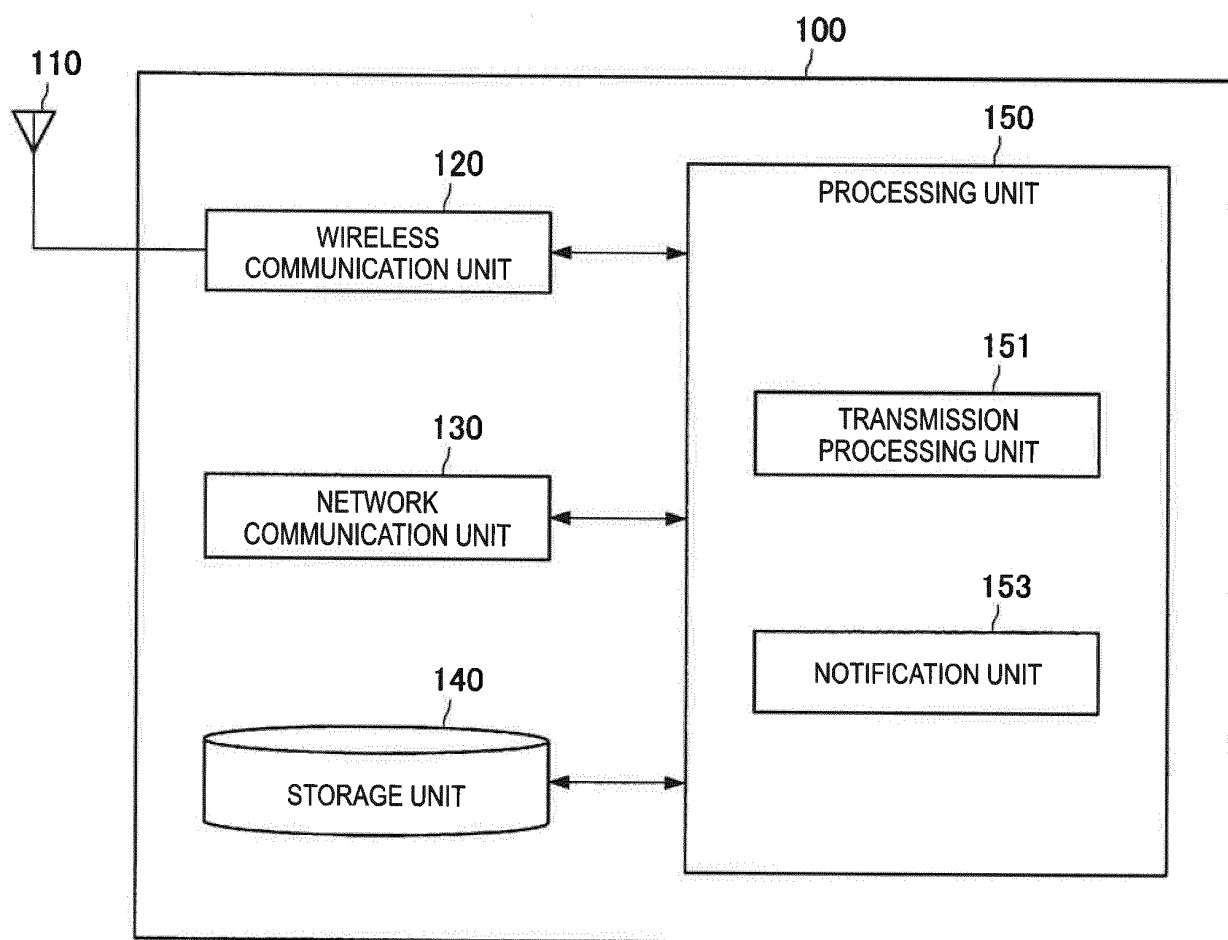 100
110
150
PROCESSING UNIT
120
WIRELESS
COMMUNICATION UNIT
151
TRANSMISSION
PROCESSING UNIT
130
NETWORK
COMMUNICATION UNIT
153
NOTIFICATION UNIT
140
STORAGE UNIT